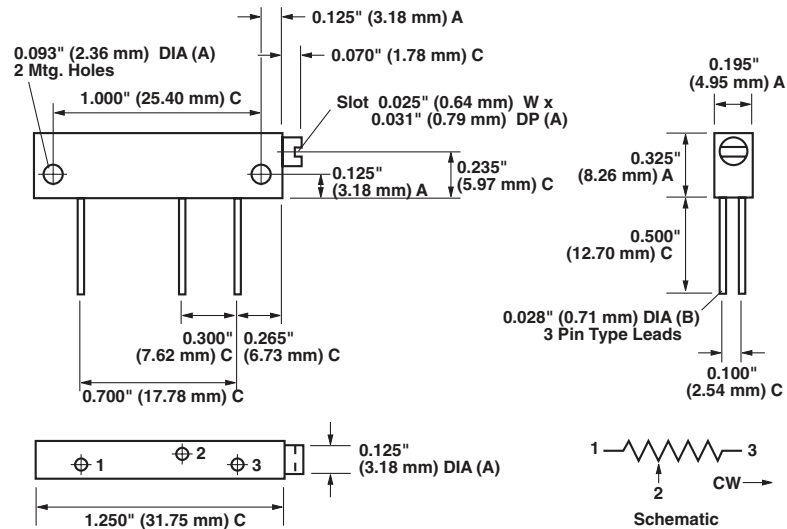 0.125" (3.18 mm) A
0.093" (2.36 mm) DIA (A)
2 Mtg. Holes
0.070" (1.78 mm) C
1.000" (25.40 mm) C
Slot 0.025" (0.64 mm) W x
0.031" (0.79 mm) DP (A)
0.125"
(3.18 mm) A
0.235"
(5.97 mm) C
0.195"
(4.95 mm) A
0.325"
(8.26 mm) A
0.500"
(12.70 mm) C
0.028" (0.71 mm) DIA (B)
3 Pin Type Leads
0.100"
(2.54 mm) C
0.300"
(7.62 mm) C
0.265"
(6.73 mm) C
0.700" (17.78 mm) C
1
2
3
0.125"
(3.18 mm) DIA (A)
1.250" (31.75 mm) C
1
3
2
CW
Schematic